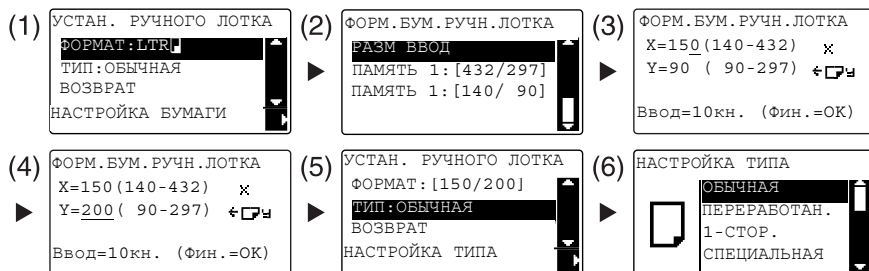 (1)
УСТАН. РУЧНОГО ЛОТКА
ФОРМАТ:LTR
ТИП:ОБЫЧНАЯ
ВОЗВРАТ
НАСТРОЙКА БУМАГИ
(2)
ФОРМ.БУМ.РУЧН.ЛОТКА
РАЗМ ВВОД
ПАМЯТЬ 1:[432/297]
ПАМЯТЬ 1:[140/ 90]
(3)
ФОРМ.БУМ.РУЧН.ЛОТКА
X=150(140-432) X
Y=90 ( 90-297) Y
Ввод=10кн. (Фин.=OK)
(4)
ФОРМ.БУМ.РУЧН.ЛОТКА
X=150(140-432) X
Y=200( 90-297) Y
Ввод=10кн. (Фин.=OK)
(5)
УСТАН. РУЧНОГО ЛОТКА
ФОРМАТ:[150/200]
ТИП:ОБЫЧНАЯ
ВОЗВРАТ
НАСТРОЙКА ТИПА
(6)
НАСТРОЙКА ТИПА
ОБЫЧНАЯ
ПЕРЕРАБОТАН.
1-СТОР.
СПЕЦИАЛЬНАЯ